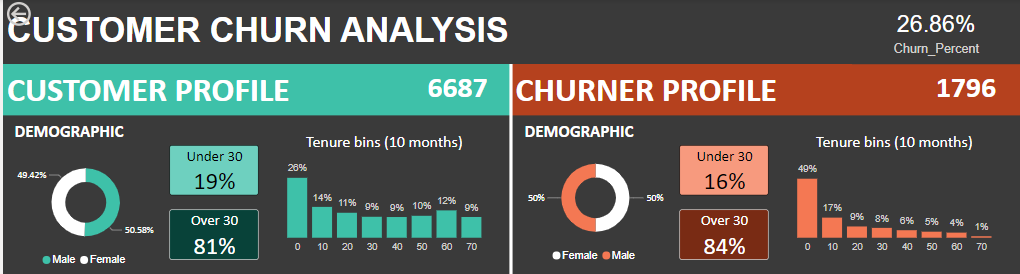 CUSTOMER CHURN ANALYSIS
26.86%
Churn_Percent
CUSTOMER PROFILE
6687
DEMOGRAPHIC
49.42%
50.58%
Male Female
Under 30
19%
Over 30
81%
Tenure bins (10 months)
26% 14% 11% 9% 9% 10% 12% 9%
0 10 20 30 40 50 60 70
CHURNER PROFILE
1796
DEMOGRAPHIC
50%
50%
Female Male
Under 30
16%
Over 30
84%
Tenure bins (10 months)
49% 17% 9% 8% 6% 5% 4% 1%
0 10 20 30 40 50 60 70